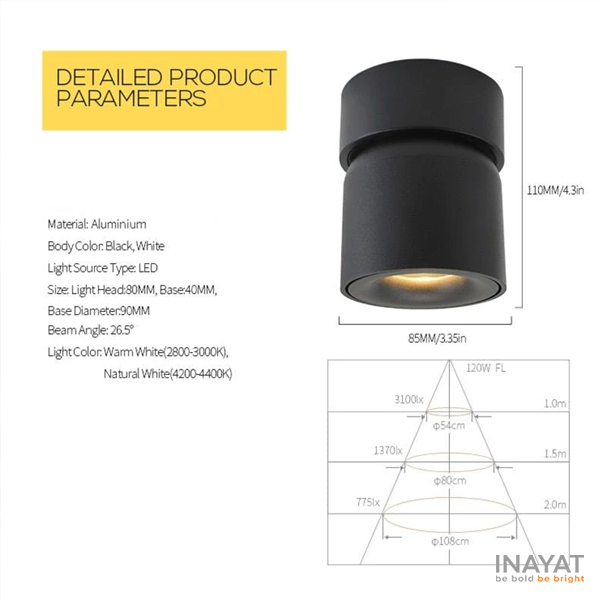 DETAILED PRODUCT
PARAMETERS
Material: Aluminium
Body Color: Black, White
Light Source Type: LED
Size: Light Head:80MM, Base:40MM,
Base Diameter:90MM
Beam Angle: 26.5°
Light Color: Warm White(2800-3000K),
Natural White(4200-4400K)
110MM/4.3in
85MM/3.35in
120W FL
3100lx
1.0m
φ54cm
1370lx
1.5m
φ80cm
775lx
2.0m
φ108cm
INAYAT
be bold be bright